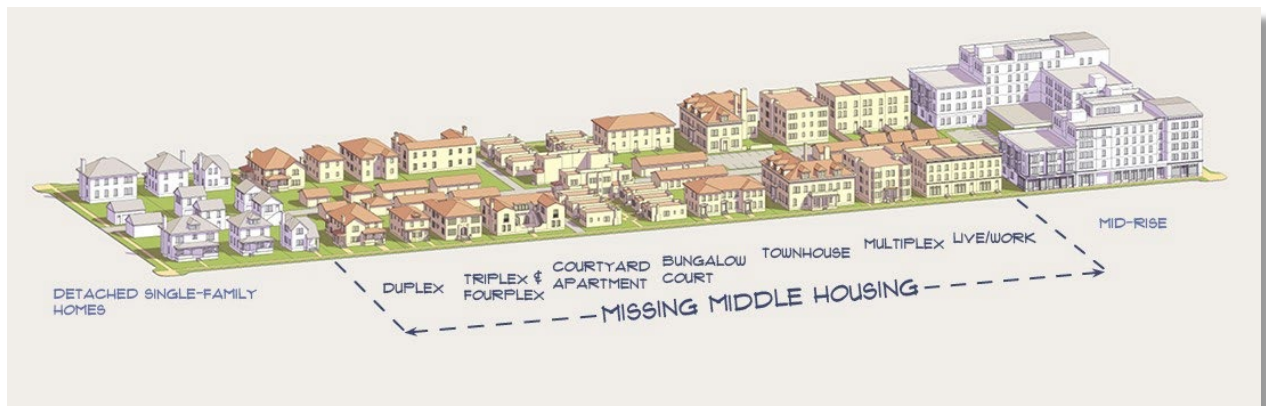 DETACHED SINGLE-FAMILY
HOMES
DUPLEX
TRIPLEX &
FOURPLEX
COURTYARD
APARTMENT
BUNGALOW
COURT
TOWNHOUSE
MULTIPLEX
LIVE/WORK
MID-RISE
MISSING MIDDLE HOUSING